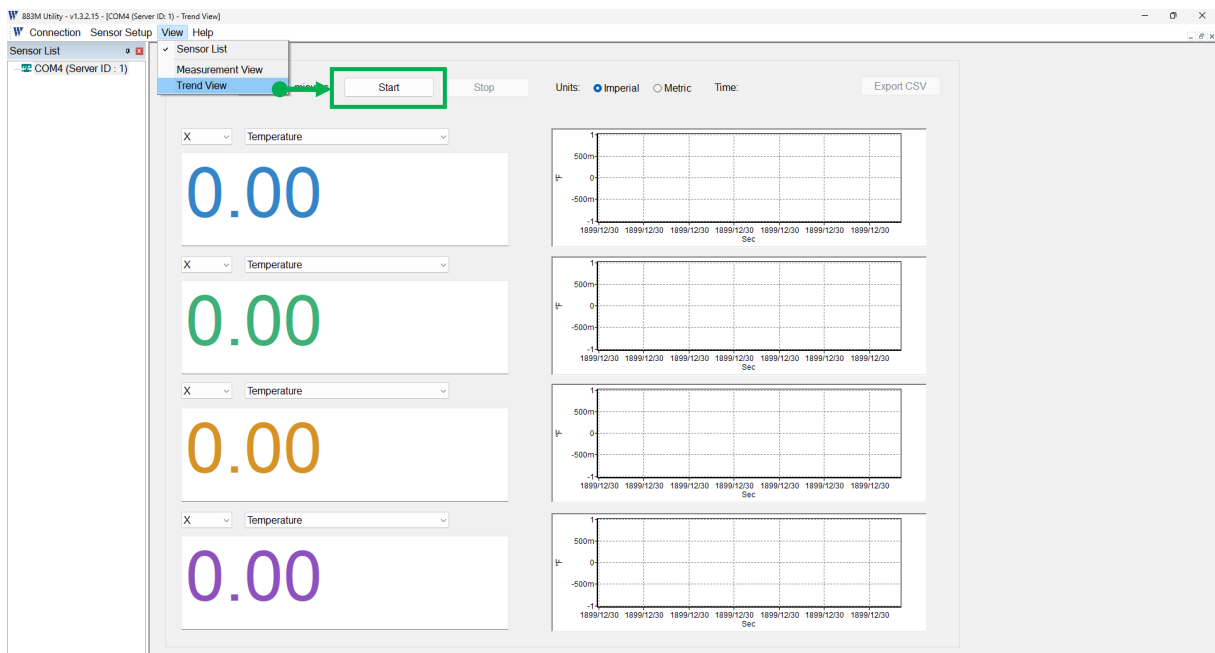 883M Utility - v1.3.2.15 - [COM4 (Server ID: 1) - Trend View]
Connection Sensor Setup View Help
Sensor List
COM4 (Server ID : 1)
Sensor List
Measurement View
Trend View
Start Stop Units: Imperial Metric Time: Export CSV
X Temperature
0.00
1
500m
°F 0
-500m
-1
1899/12/30 1899/12/30 1899/12/30 1899/12/30 1899/12/30 1899/12/30 1899/12/30
Sec
X Temperature
0.00
1
500m
°F 0
-500m
-1
1899/12/30 1899/12/30 1899/12/30 1899/12/30 1899/12/30 1899/12/30 1899/12/30
Sec
X Temperature
0.00
1
500m
°F 0
-500m
-1
1899/12/30 1899/12/30 1899/12/30 1899/12/30 1899/12/30 1899/12/30 1899/12/30
Sec
X Temperature
0.00
1
500m
°F 0
-500m
-1
1899/12/30 1899/12/30 1899/12/30 1899/12/30 1899/12/30 1899/12/30 1899/12/30
Sec